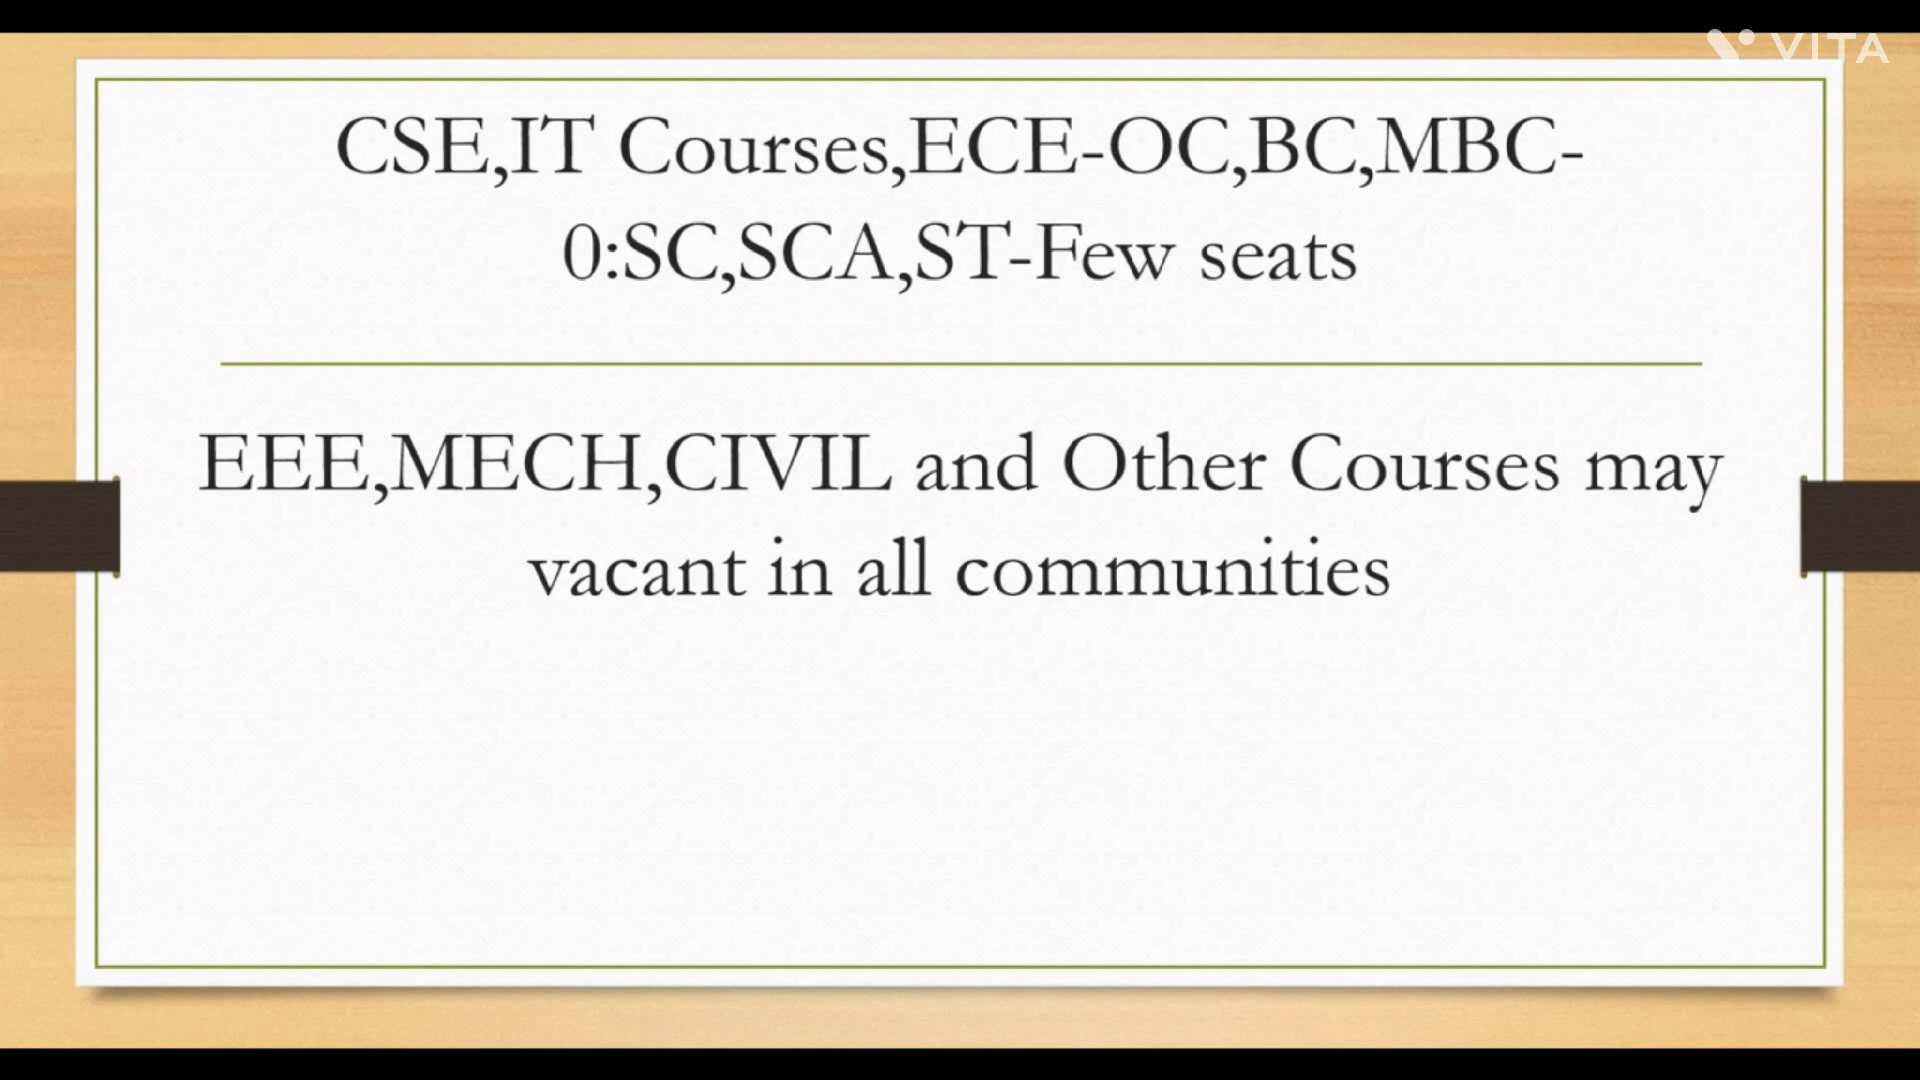 VITA
CSE,IT Courses,ECE-OC,BC,MBC-
0:SC,SCA,ST-Few seats
EEE,MECH,CIVIL and Other Courses may
vacant in all communities